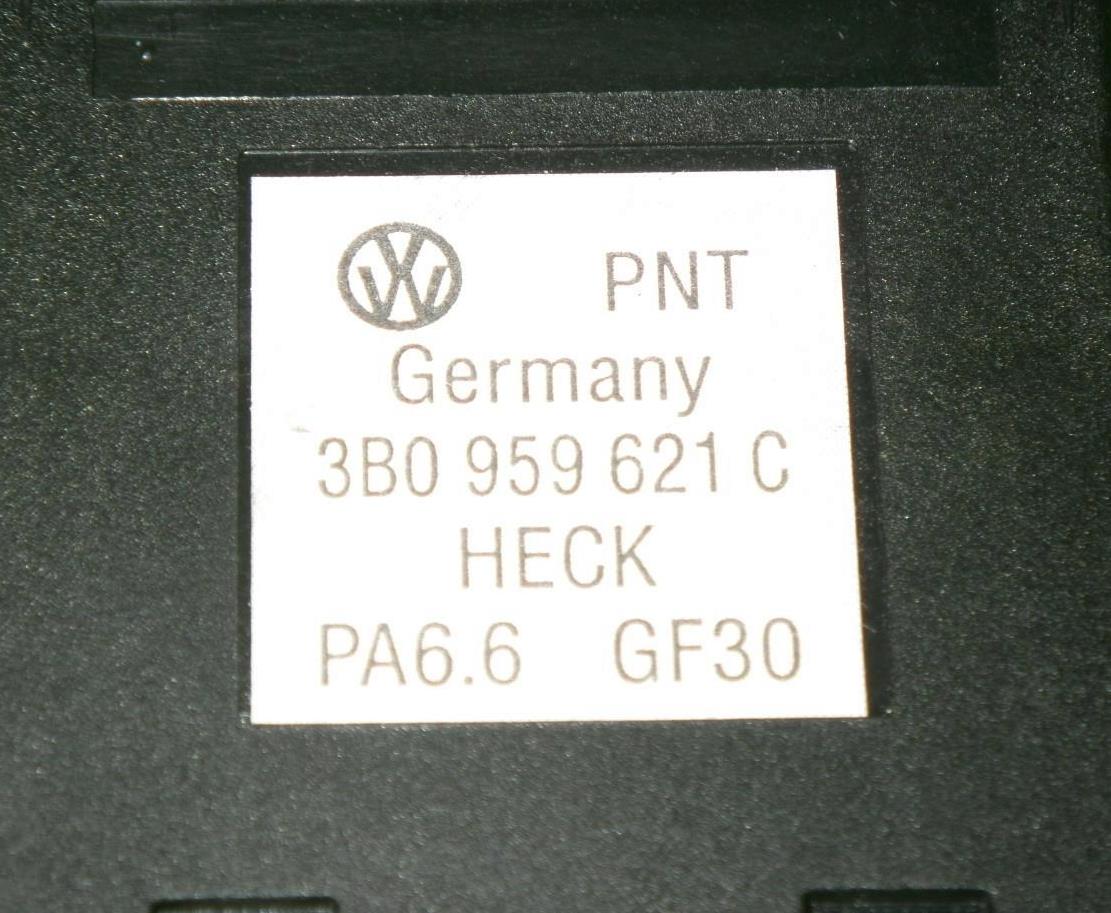 PNT
Germany
3B0 959 621 C
HECK
PA6.6 GF30